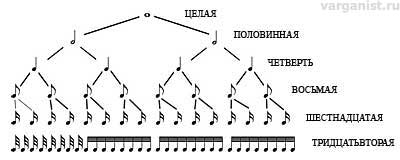 varganist.ru
ЦЕЛАЯ
ПОЛОВИННАЯ
ЧЕТВЕРТЬ
ВОСЬМАЯ
ШЕСТНАДЦАТАЯ
ТРИДЦАТЬВТОРАЯ